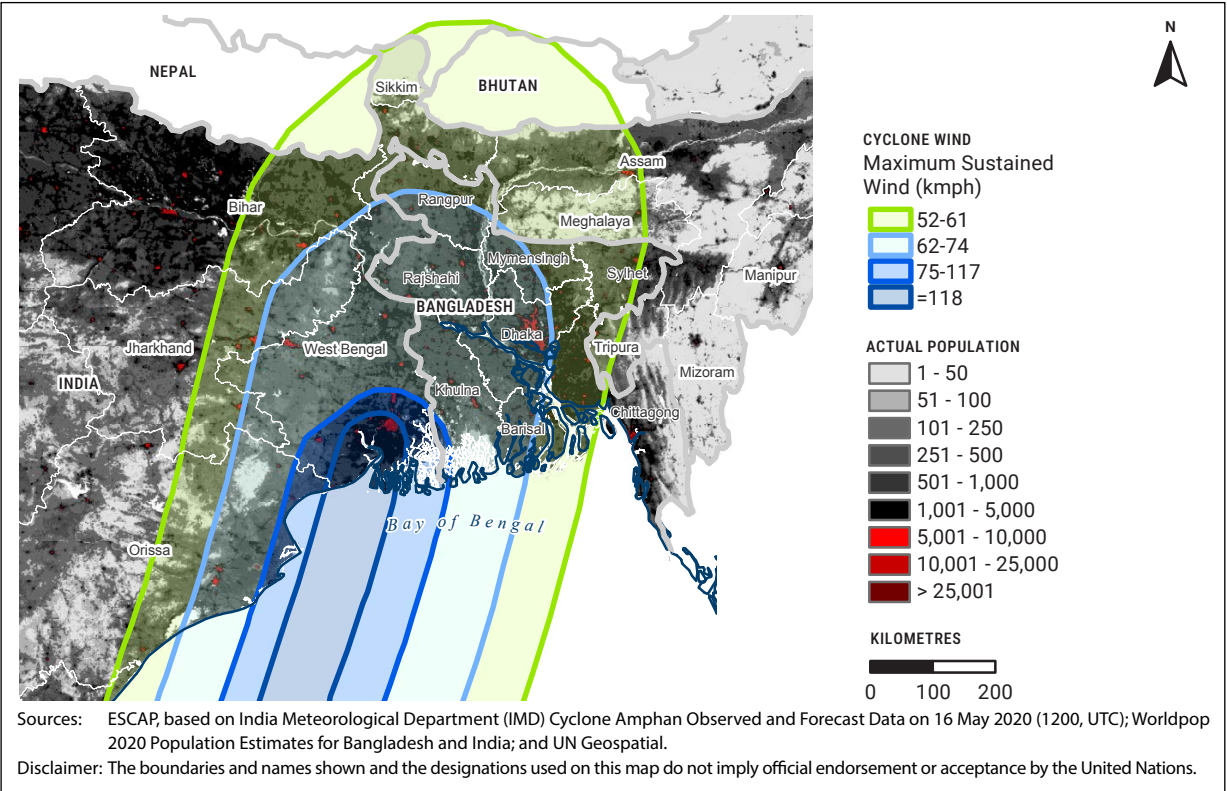 N
NEPAL
Sikkim
BHUTAN
Assam
Bihar
Rangpur
Meghalaya
Mymensingh
Sylhet
Rajshahi
Manipur
BANGLADESH
Dhaka
Jharkhand
West Bengal
Tripura
Mizoram
INDIA
Khulna
Chittagong
Barisal
Bay of Bengal
Orissa
CYCLONE WIND
Maximum Sustained
Wind (kmph)
52-61
62-74
75-117
=118
ACTUAL POPULATION
1 - 50
51 - 100
101 - 250
251 - 500
501 - 1,000
1,001 - 5,000
5,001 - 10,000
10,001 - 25,000
> 25,001
KILOMETRES
0 100 200
Sources: ESCAP, based on India Meteorological Department (IMD) Cyclone Amphan Observed and Forecast Data on 16 May 2020 (1200, UTC); Worldpop
2020 Population Estimates for Bangladesh and India; and UN Geospatial.
Disclaimer: The boundaries and names shown and the designations used on this map do not imply official endorsement or acceptance by the United Nations.